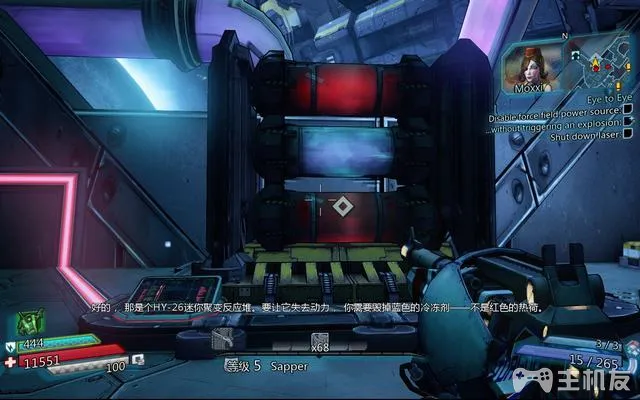 N
Moxxi
Eye to Eye
Disable force field power source:
...without triggering an explosion:
Shut down laser:
好的，那是个HY-26迷你聚变反应堆。要让它失去动力，你需要毁掉蓝色的冷冻剂——不是红色的热荷。
444
11551
100
x68
等级 5 Sapper
3 / 3
15 / 265
主机友